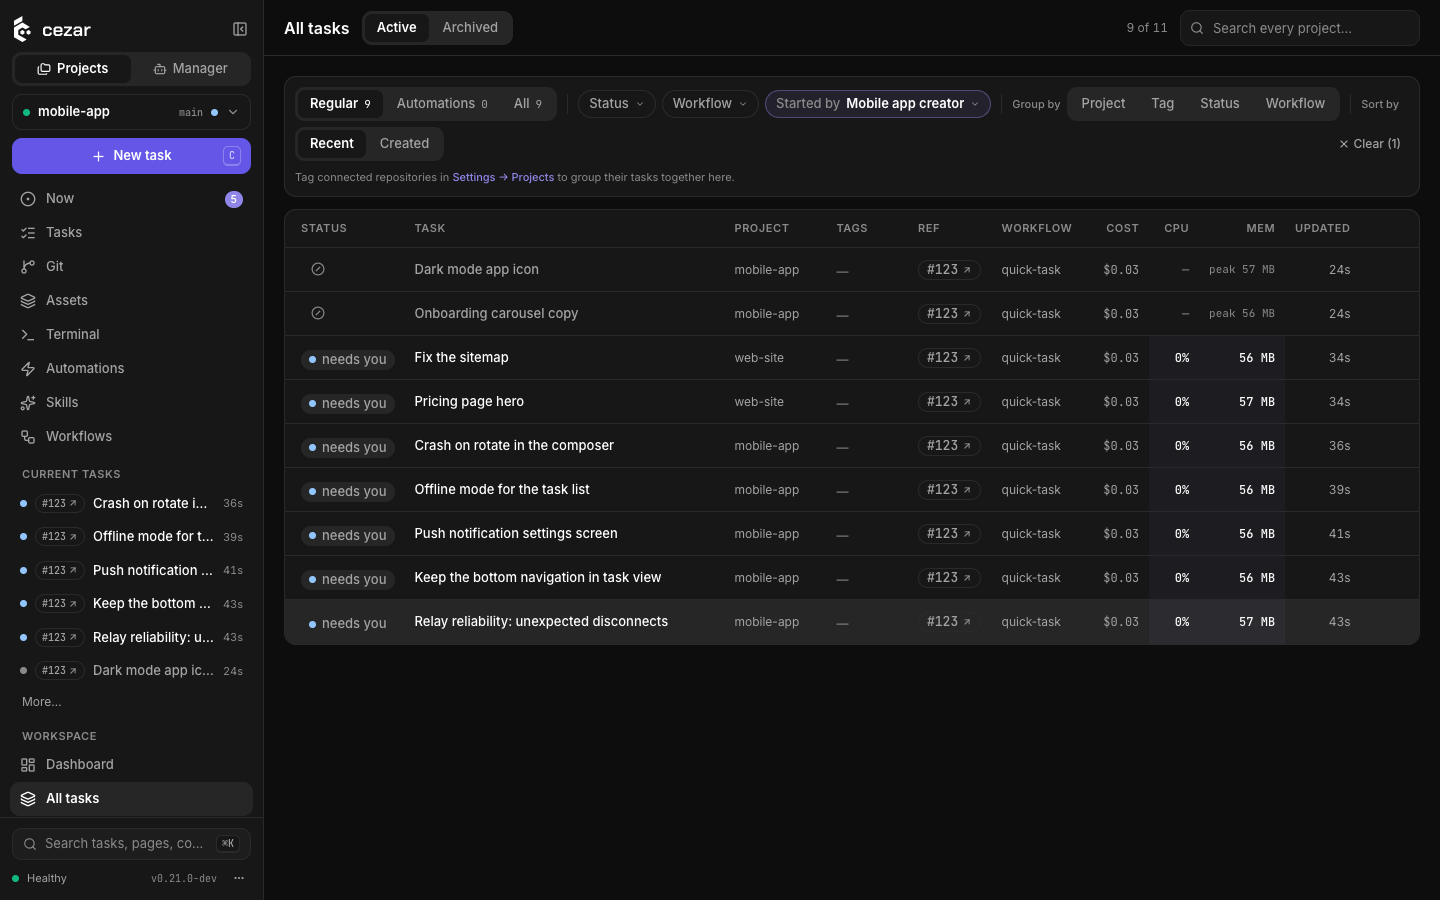 cezar
Projects
Manager
mobile-app
main
New task
C
Now
5
Tasks
Git
Assets
Terminal
Automations
Skills
Workflows
CURRENT TASKS
#123 ↗ Crash on rotate i... 36s
#123 ↗ Offline mode for t... 39s
#123 ↗ Push notification ... 41s
#123 ↗ Keep the bottom ... 43s
#123 ↗ Relay reliability: u... 43s
#123 ↗ Dark mode app ic... 24s
More...
WORKSPACE
Dashboard
All tasks
Search tasks, pages, co... ⌘K
Healthy v0.21.0-dev ...
All tasks Active Archived 9 of 11 Search every project...
Regular 9 Automations 0 All 9 Status Workflow Started by Mobile app creator Group by Project Tag Status Workflow Sort by
Recent Created × Clear (1)
Tag connected repositories in Settings → Projects to group their tasks together here.
STATUS TASK PROJECT TAGS REF WORKFLOW COST CPU MEM UPDATED
Dark mode app icon mobile-app — #123 ↗ quick-task $0.03 — peak 57 MB 24s
Onboarding carousel copy mobile-app — #123 ↗ quick-task $0.03 — peak 56 MB 24s
needs you Fix the sitemap web-site — #123 ↗ quick-task $0.03 0% 56 MB 34s
needs you Pricing page hero web-site — #123 ↗ quick-task $0.03 0% 57 MB 34s
needs you Crash on rotate in the composer mobile-app — #123 ↗ quick-task $0.03 0% 56 MB 36s
needs you Offline mode for the task list mobile-app — #123 ↗ quick-task $0.03 0% 56 MB 39s
needs you Push notification settings screen mobile-app — #123 ↗ quick-task $0.03 0% 56 MB 41s
needs you Keep the bottom navigation in task view mobile-app — #123 ↗ quick-task $0.03 0% 56 MB 43s
needs you Relay reliability: unexpected disconnects mobile-app — #123 ↗ quick-task $0.03 0% 57 MB 43s